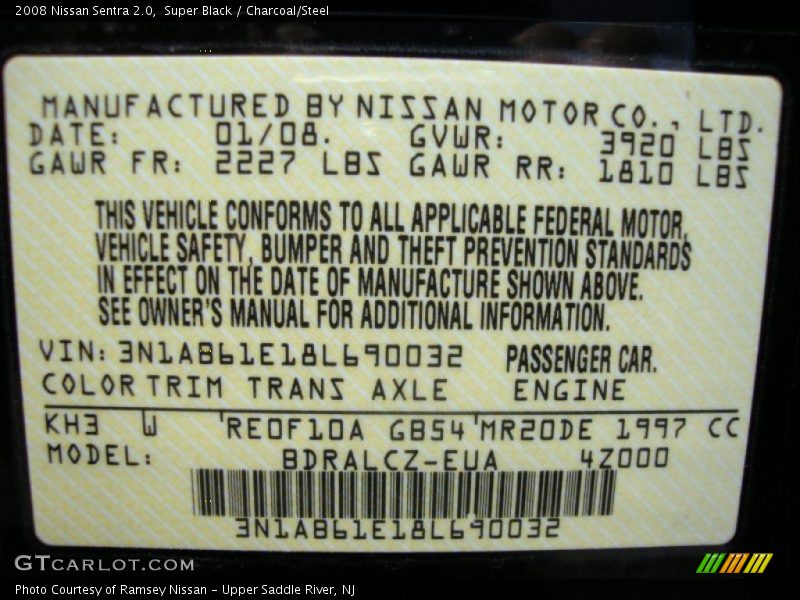 2008 Nissan Sentra 2.0,  Super Black / Charcoal/Steel
MANUFACTURED BY NISSAN MOTOR CO., LTD.
DATE: 01/08. GVWR: 3920 LBS
GAWR FR: 2227 LBS GAWR RR: 1810 LBS
THIS VEHICLE CONFORMS TO ALL APPLICABLE FEDERAL MOTOR,
VEHICLE SAFETY, BUMPER AND THEFT PREVENTION STANDARDS
IN EFFECT ON THE DATE OF MANUFACTURE SHOWN ABOVE.
SEE OWNER'S MANUAL FOR ADDITIONAL INFORMATION.
VIN: 3N1AB61E18L690032 PASSENGER CAR.
COLOR TRIM TRANS AXLE ENGINE
KH3 W 'RE0F10A GB54'MR20DE 1997 CC
MODEL: BDRALCZ-EUA 4Z000
3N1AB61E18L690032
GTCARLOT.COM
Photo Courtesy of Ramsey Nissan - Upper Saddle River, NJ